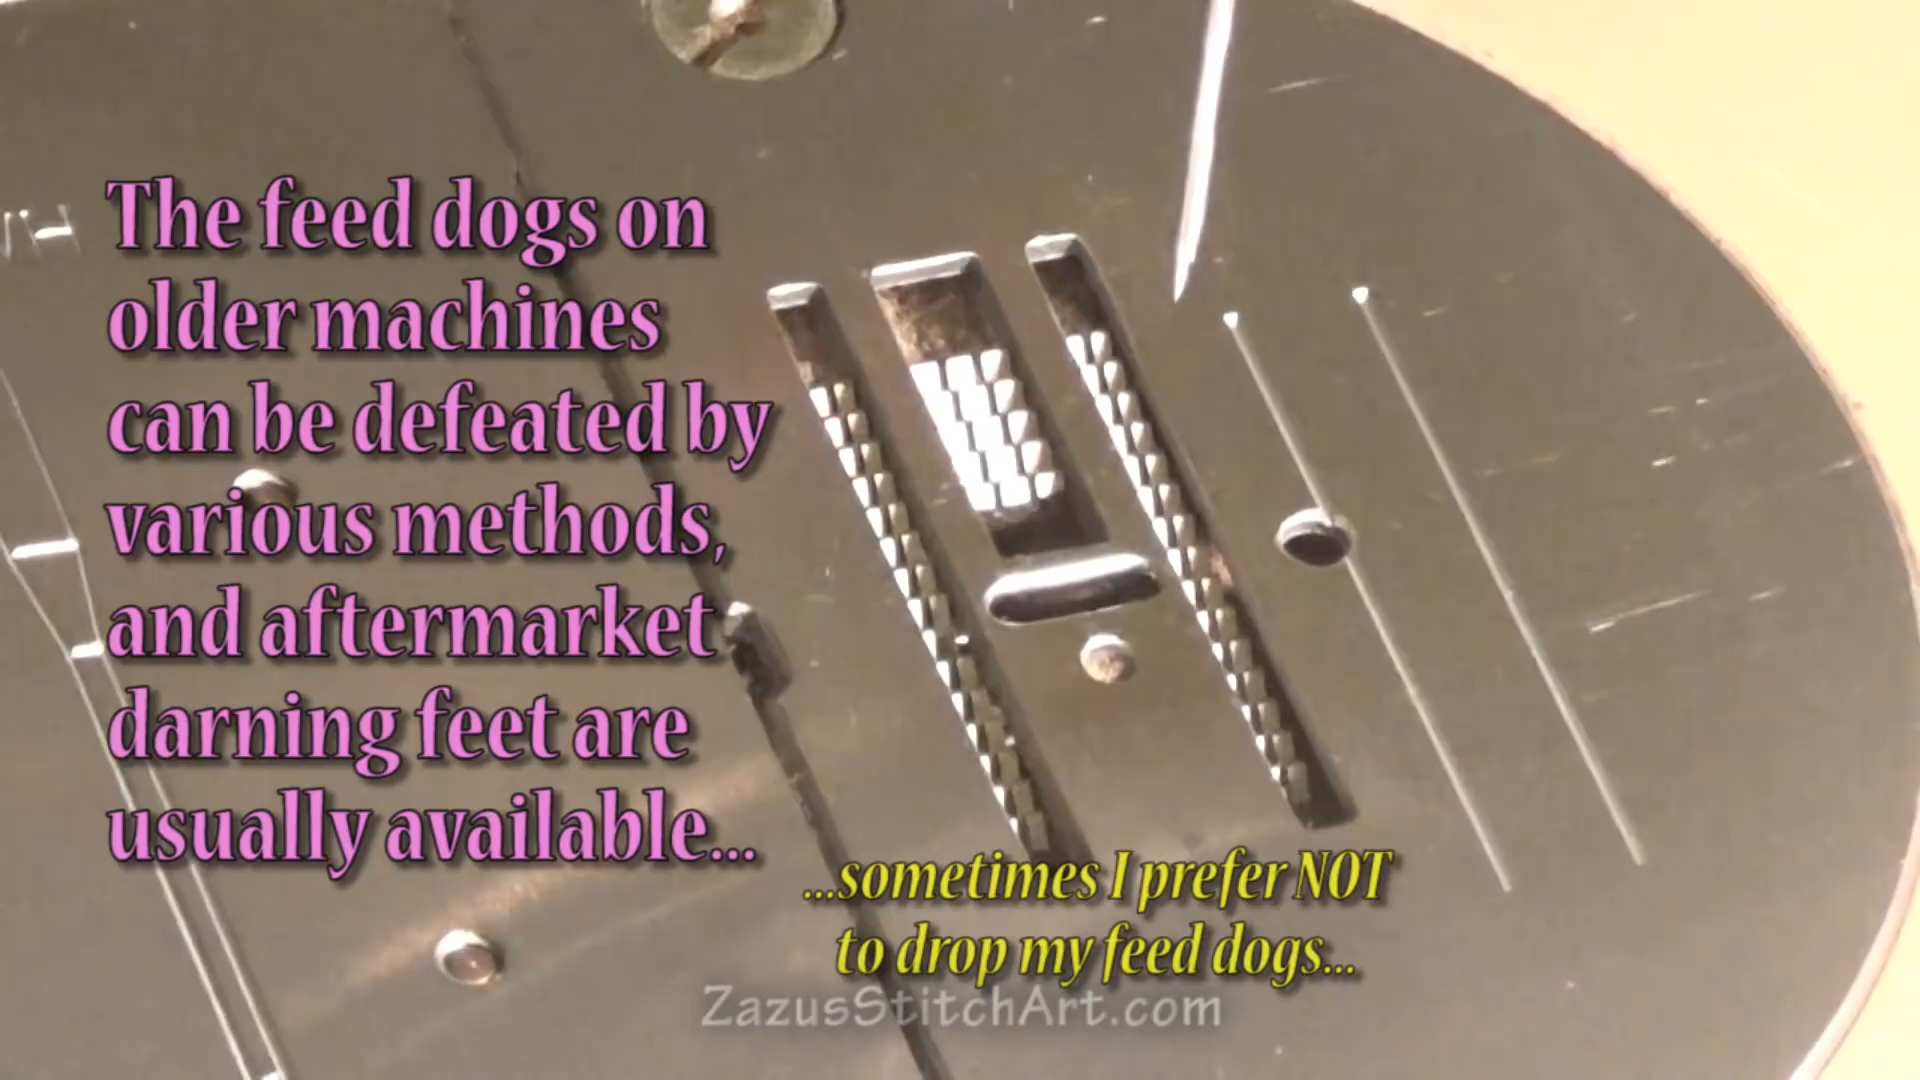 The feed dogs on
older machines
can be defeated by
various methods,
and aftermarket
darning feet are
usually available...
...sometimes I prefer NOT
to drop my feed dogs...
ZazusStitchArt.com